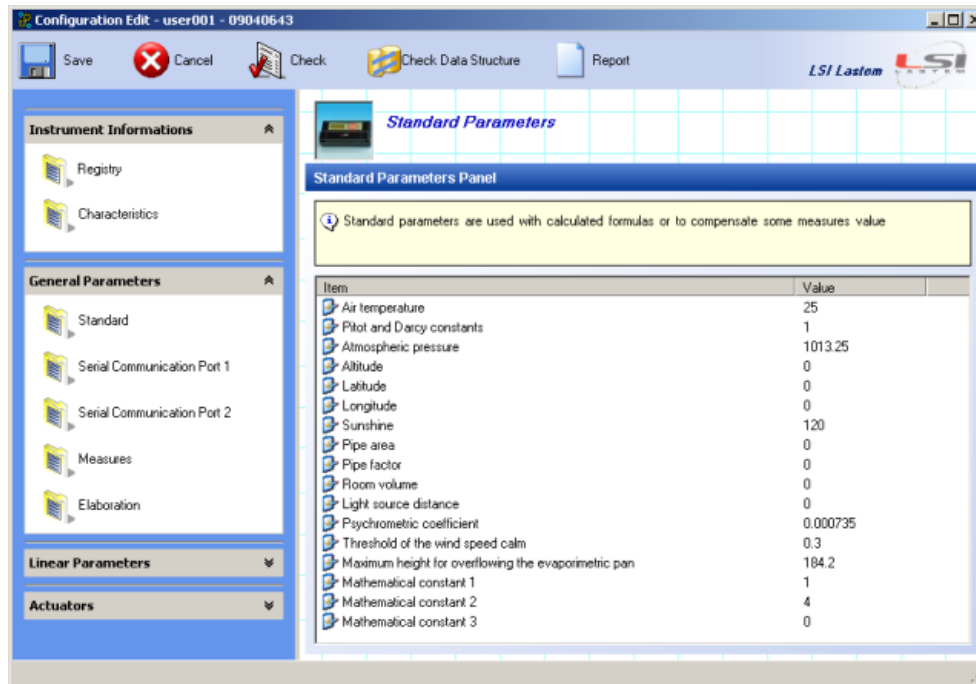 Configuration Edit - user001 - 09040643
Save
Cancel
Check
Check Data Structure
Report
LSI Lastem
LSI
LASTEM
Instrument Informations
Registry
Characteristics
General Parameters
Standard
Serial Communication Port 1
Serial Communication Port 2
Measures
Elaboration
Linear Parameters
Actuators
Standard Parameters
Standard Parameters Panel
Standard parameters are used with calculated formulas or to compensate some measures value
Item Value
Air temperature 25
Pitot and Darcy constants 1
Atmospheric pressure 1013.25
Altitude 0
Latitude 0
Longitude 0
Sunshine 120
Pipe area 0
Pipe factor 0
Room volume 0
Light source distance 0
Psychrometric coefficient 0.000735
Threshold of the wind speed calm 0.3
Maximum height for overflowing the evaporimetric pan 184.2
Mathematical constant 1 1
Mathematical constant 2 4
Mathematical constant 3 0